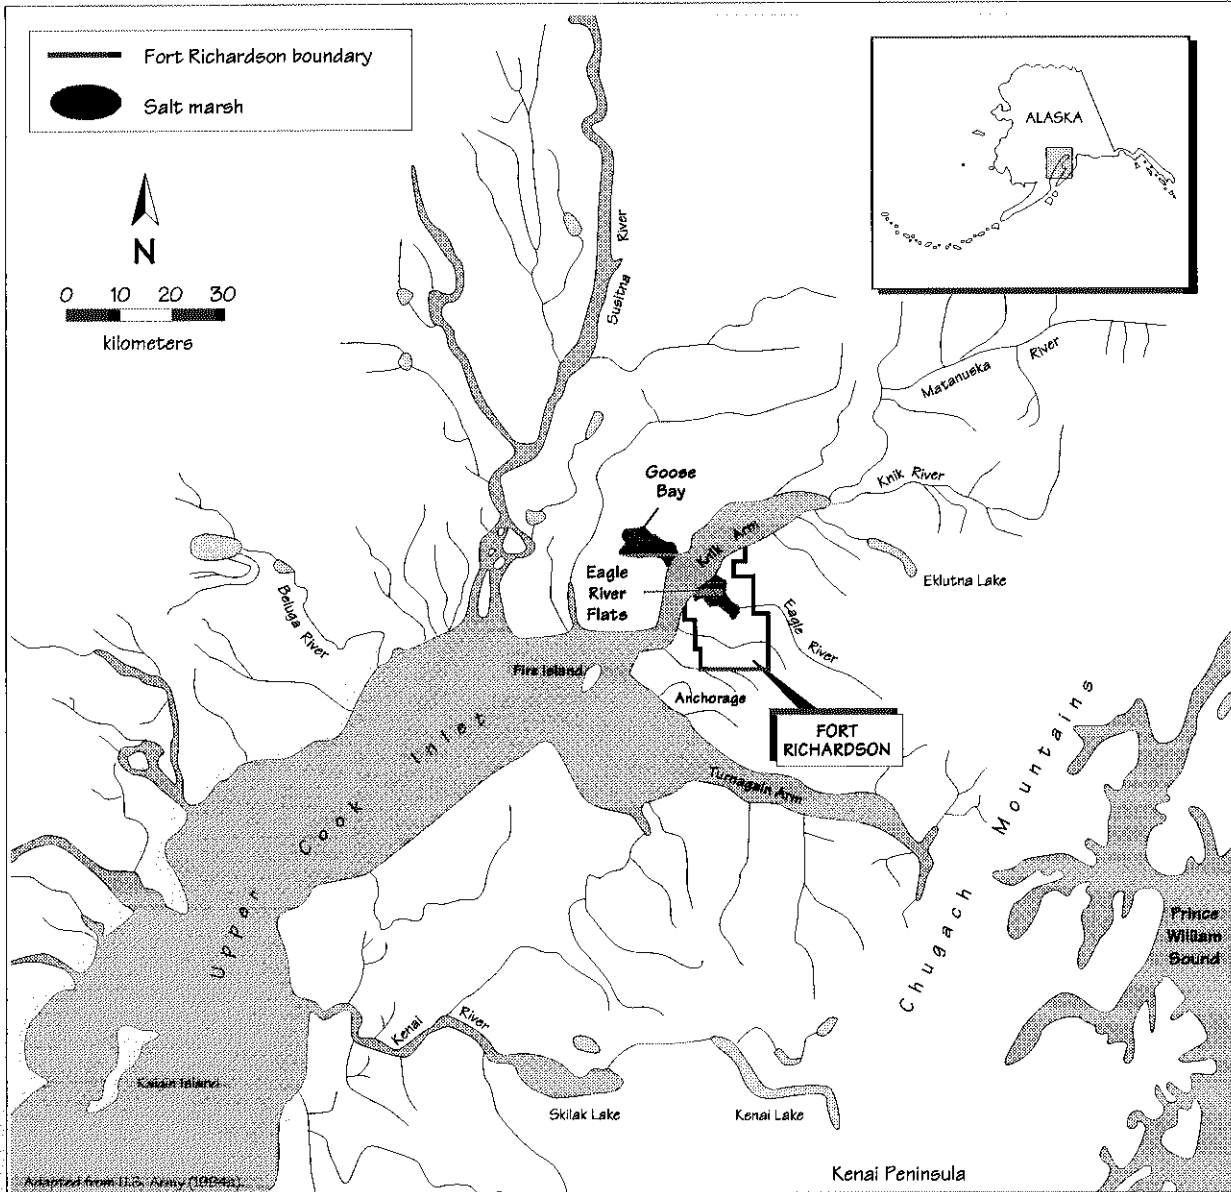 Fort Richardson boundary
Salt marsh
ALASKA
N
0 10 20 30
kilometers
Susitna River
Matanuska River
Knik River
Goose
Bay
Knik Arm
Eagle
River
Flats
Eklutna Lake
Eagle River
Beluga River
Fire Island
Anchorage
FORT
RICHARDSON
Upper Cook Inlet
Turnagain Arm
Chugach Mountains
Prince
William
Sound
Kenai River
Kalgin Island
Skilak Lake
Kenai Lake
Kenai Peninsula
Adapted from U.S. Army (1994a).